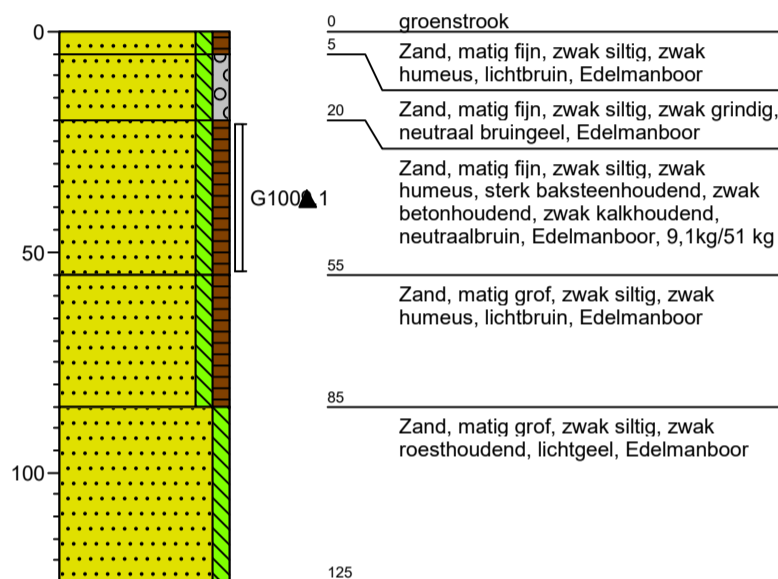 0
50
100
G100 1
0 groenstrook
5
Zand, matig fijn, zwak siltig, zwak
humeus, lichtbruin, Edelmanboor
20
Zand, matig fijn, zwak siltig, zwak grindig,
neutraal bruingeel, Edelmanboor
Zand, matig fijn, zwak siltig, zwak
humeus, sterk baksteenhoudend, zwak
betonhoudend, zwak kalkhoudend,
neutraalbruin, Edelmanboor, 9,1kg/51 kg
55
Zand, matig grof, zwak siltig, zwak
humeus, lichtbruin, Edelmanboor
85
Zand, matig grof, zwak siltig, zwak
roesthoudend, lichtgeel, Edelmanboor
125